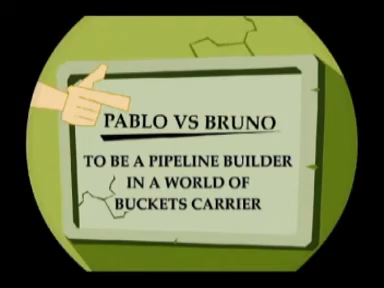 PABLO VS BRUNO
TO BE A PIPELINE BUILDER
IN A WORLD OF
BUCKETS CARRIER